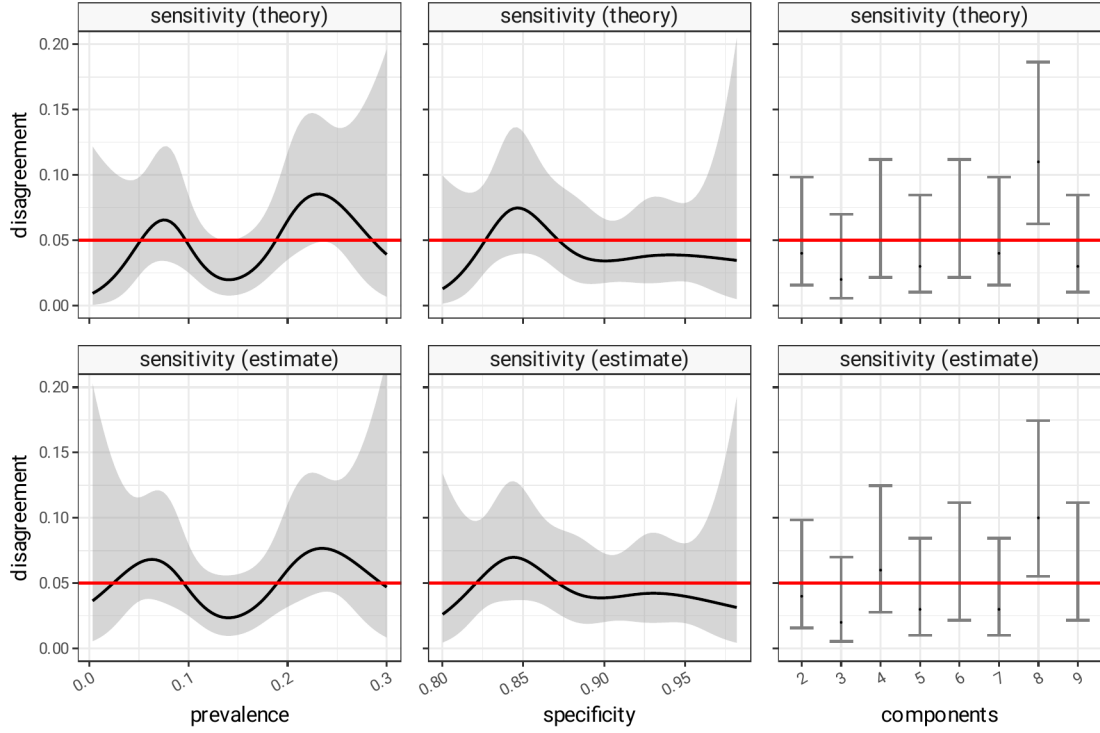 sensitivity (theory) sensitivity (theory) sensitivity (theory)
0.20
0.15
0.10
0.05
0.00
disagreement
sensitivity (estimate) sensitivity (estimate) sensitivity (estimate)
0.20
0.15
0.10
0.05
0.00
disagreement
0.0 0.1 0.2 0.3 0.80 0.85 0.90 0.95 2 3 4 5 6 7 8 9
prevalence specificity components